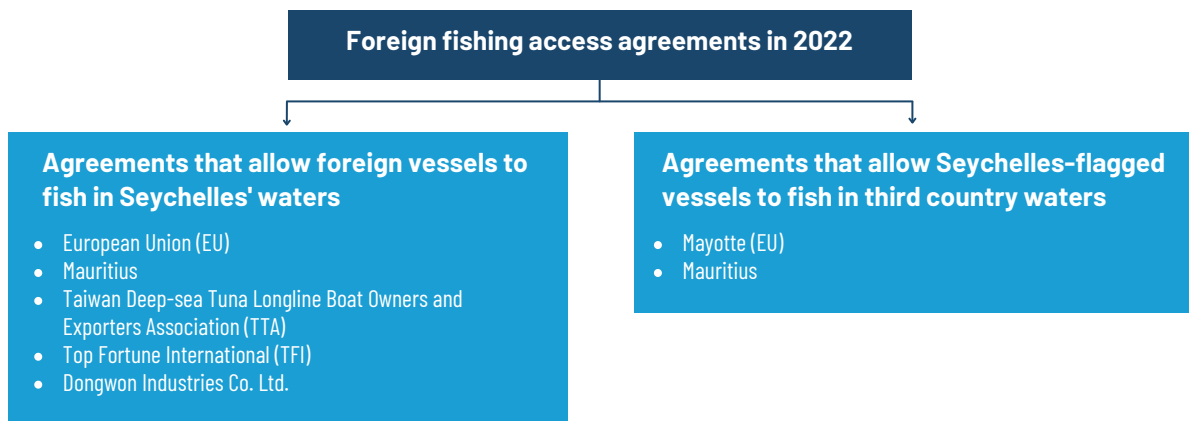 Foreign fishing access agreements in 2022
Agreements that allow foreign vessels to
fish in Seychelles' waters
• European Union (EU)
• Mauritius
• Taiwan Deep-sea Tuna Longline Boat Owners and
Exporters Association (TTA)
• Top Fortune International (TFI)
• Dongwon Industries Co. Ltd.
Agreements that allow Seychelles-flagged
vessels to fish in third country waters
• Mayotte (EU)
• Mauritius